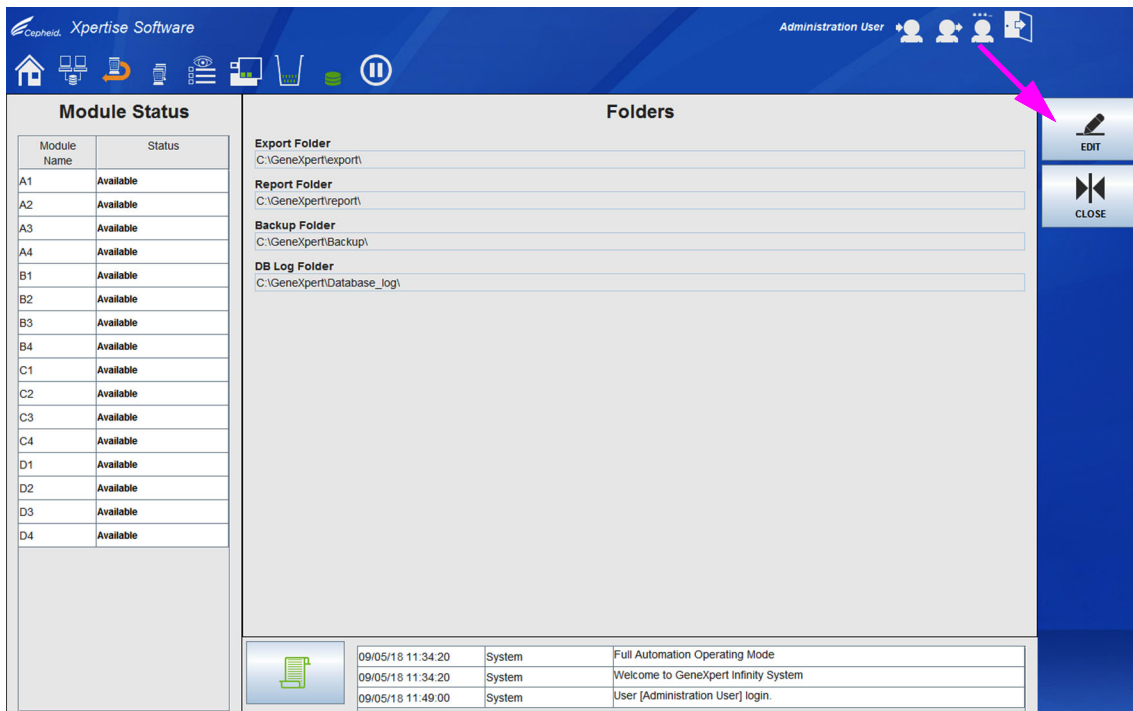 Cepheid. Xpertise Software
Administration User
Module Status
Module Name Status
A1 Available
A2 Available
A3 Available
A4 Available
B1 Available
B2 Available
B3 Available
B4 Available
C1 Available
C2 Available
C3 Available
C4 Available
D1 Available
D2 Available
D3 Available
D4 Available
Folders
Export Folder
C:\GeneXpert\export\
Report Folder
C:\GeneXpert\report\
Backup Folder
C:\GeneXpert\Backup\
DB Log Folder
C:\GeneXpert\Database_log\
EDIT
CLOSE
09/05/18 11:34:20 System Full Automation Operating Mode
09/05/18 11:34:20 System Welcome to GeneXpert Infinity System
09/05/18 11:49:00 System User [Administration User] login.